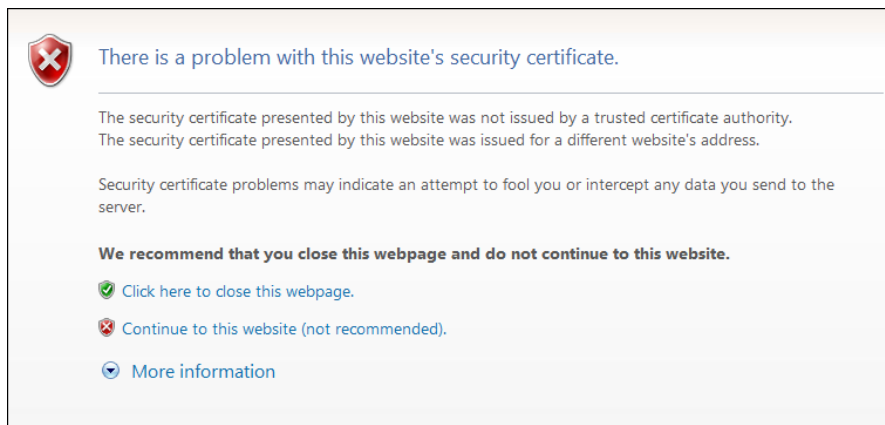 There is a problem with this website's security certificate.
The security certificate presented by this website was not issued by a trusted certificate authority.
The security certificate presented by this website was issued for a different website's address.
Security certificate problems may indicate an attempt to fool you or intercept any data you send to the
server.
We recommend that you close this webpage and do not continue to this website.
Click here to close this webpage.
Continue to this website (not recommended).
More information